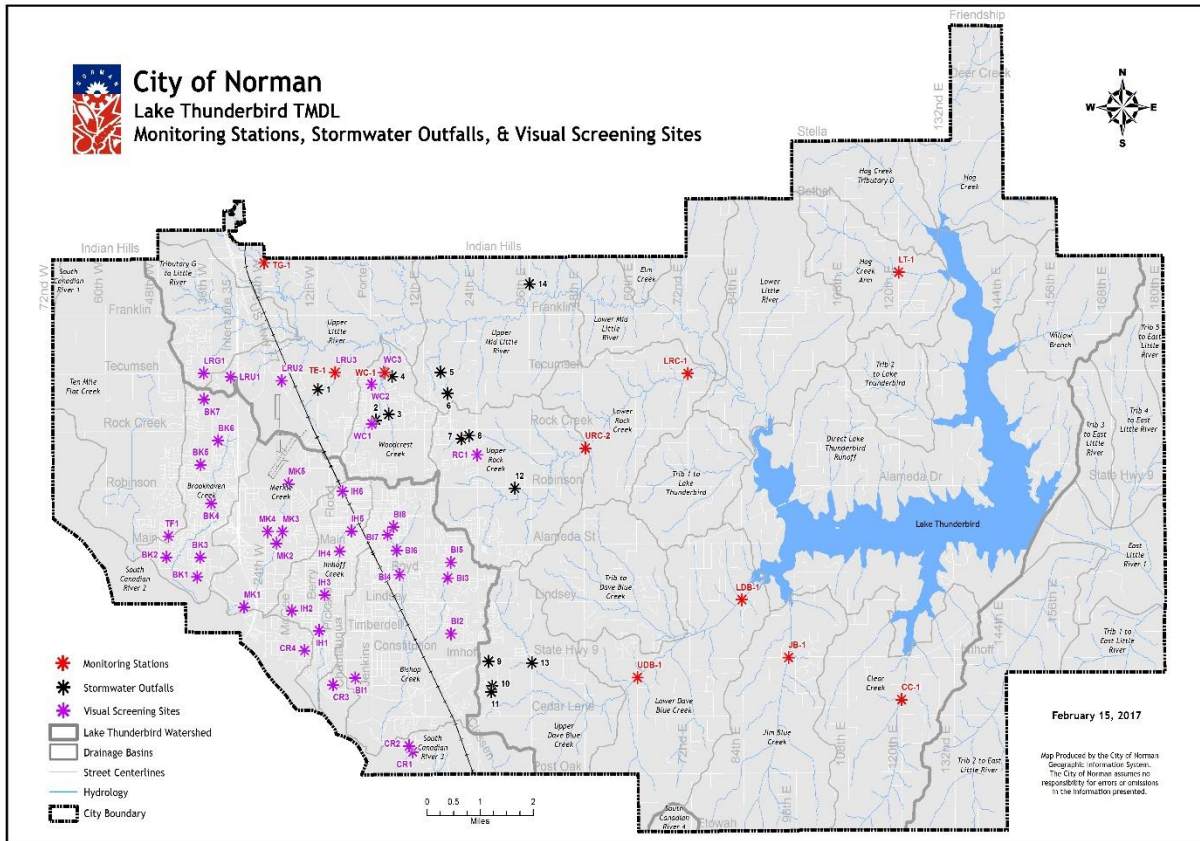 NORMAN
City of Norman
Lake Thunderbird TMDL
Monitoring Stations, Stormwater Outfalls, & Visual Screening Sites
N
W
E
S
Friendship
Deer Creek
132nd E
Stella
Hog Creek
Tributary D
Hog
Creek
Bethel
Indian Hills
Indian Hills
72nd W
60th W
48th W
36th W
Interstate 35
12th W
Porter
12th E
24th E
36th E
48th E
60th E
72nd E
84th E
108th E
120th E
144th E
156th E
168th E
180th E
South
Canadian
River 1
Tributary G
to Little
River
TG-1
14
Elm
Creek
Hog
Creek
Arm
LT-1
Lower
Little
River
Franklin
Franklin
Upper
Little
River
Upper
Mid Little
River
Lower Mid
Little
River
Willow
Branch
Trib 5
to East
Little
River
Tecumseh
Tecumseh
LRG1
LRU1
LRU2
LRU3
TE-1
WC-1
WC3
WC2
WC1
1
2
3
4
5
6
7
8
LRC-1
Trib 2
to Lake
Thunderbird
Ten Mile
Flat Creek
BK7
BK6
BK5
BK4
Rock Creek
Rock Creek
Woodcrest
Creek
RC1
Upper
Rock
Creek
Lower
Rock
Creek
URC-2
Direct Lake
Thunderbird
Runoff
Trib 4
to East
Little
River
Trib 3
to East
Little
River
State Hwy 9
Robinson
Robinson
Brookhaven
Creek
Merkle
Creek
MK5
IH6
12
Trib 1 to
Lake
Thunderbird
Alameda Dr
Lake Thunderbird
Flood
TF1
Main
Main
MK4
MK3
MK2
IH5
IH4
BI8
BI7
BI6
Alameda St
BK2
BK3
BK1
South
Canadian
River 2
24th W
Berry
Imhoff
Creek
Boyd
BI4
BI5
BI3
East
Little
River 1
MK1
IH3
IH2
IH1
Lindsey
Lindsey
Trib to
Dave Blue
Creek
LDB-1
Timberdell
Constitution
BI2
Imhoff
Imhoff
Trib 1 to
East Little
River
CR4
Chautauqua
Jenkins
CR3
BI1
Bishop
Creek
9
10
11
13
State Hwy 9
Cedar Lane
UDB-1
JB-1
CC-1
Clear
Creek
Lower Dave
Blue Creek
Upper
Dave Blue
Creek
Jim Blue
Creek
CR2
CR1
South
Canadian
River 3
Post Oak
Trib 2 to East
Little River
South
Canadian
River 4
Etowah
96th E
Monitoring Stations
Stormwater Outfalls
Visual Screening Sites
Lake Thunderbird Watershed
Drainage Basins
Street Centerlines
Hydrology
City Boundary
0 0.5 1 2
Miles
February 15, 2017
Map Produced by the City of Norman
Geographic Information System.
The City of Norman assumes no
responsibility for errors or omissions
in the information presented.